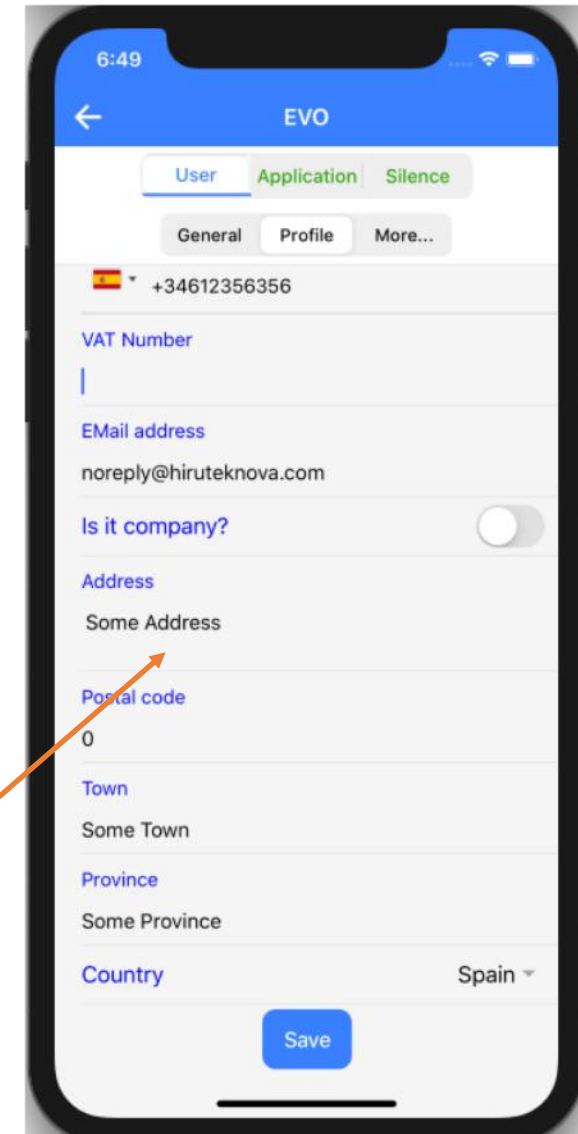 6:49
EVO
User Application Silence
General Profile More...
+34612356356
VAT Number
EMail address
noreply@hiruteknova.com
Is it company?
Address
Some Address
Postal code
0
Town
Some Town
Province
Some Province
Country Spain
Save